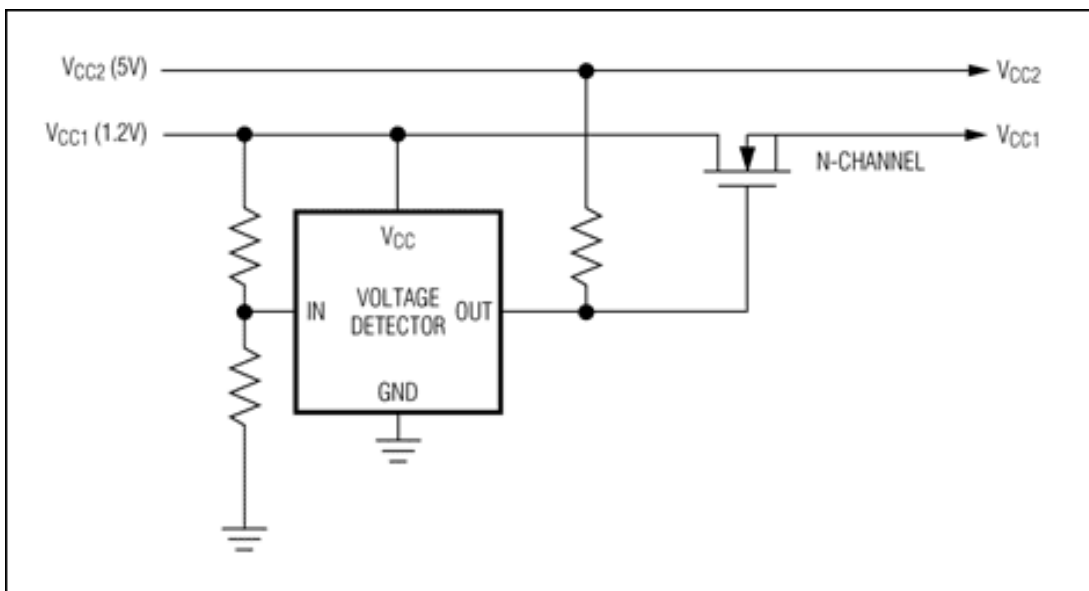 VCC2 (5V)
VCC2
VCC1 (1.2V)
VCC1
N-CHANNEL
VCC
IN
VOLTAGE
DETECTOR
OUT
GND